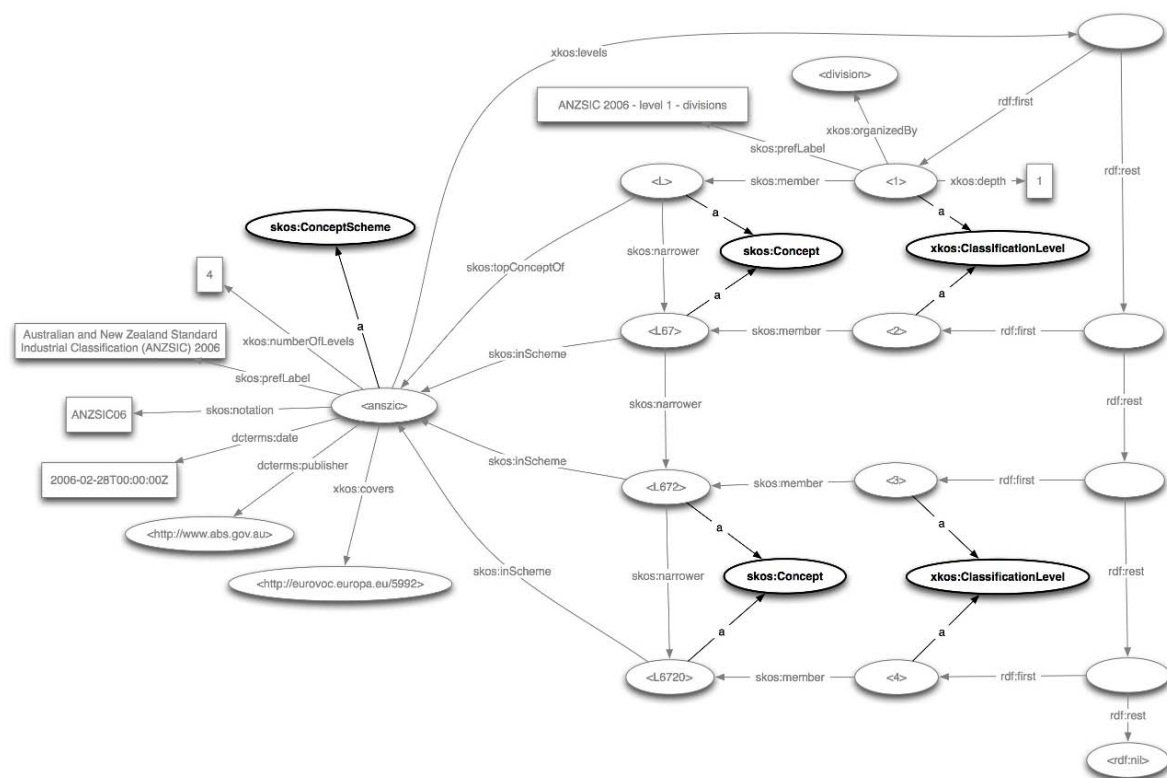 xkos:levels
<division>
ANZSIC 2006 - level 1 - divisions
rdf:first
xkos:organizedBy
skos:prefLabel
rdf:rest
<L>
skos:member
<1>
xkos:depth
1
a
a
skos:ConceptScheme
skos:narrower
skos:Concept
xkos:ClassificationLevel
skos:topConceptOf
4
a
a
a
<L67>
skos:member
<2>
rdf:first
Australian and New Zealand Standard
Industrial Classification (ANZSIC) 2006
xkos:numberOfLevels
skos:inScheme
skos:prefLabel
<anszic>
skos:narrower
rdf:rest
ANZSIC06
skos:notation
dcterms:date
2006-02-28T00:00:00Z
dcterms:publisher
skos:inScheme
xkos:covers
<L672>
skos:member
<3>
rdf:first
<http://www.abs.gov.au>
a
a
<http://eurovoc.europa.eu/5992>
skos:inScheme
skos:narrower
skos:Concept
xkos:ClassificationLevel
rdf:rest
a
a
<L6720>
skos:member
<4>
rdf:first
rdf:rest
<rdf:nil>